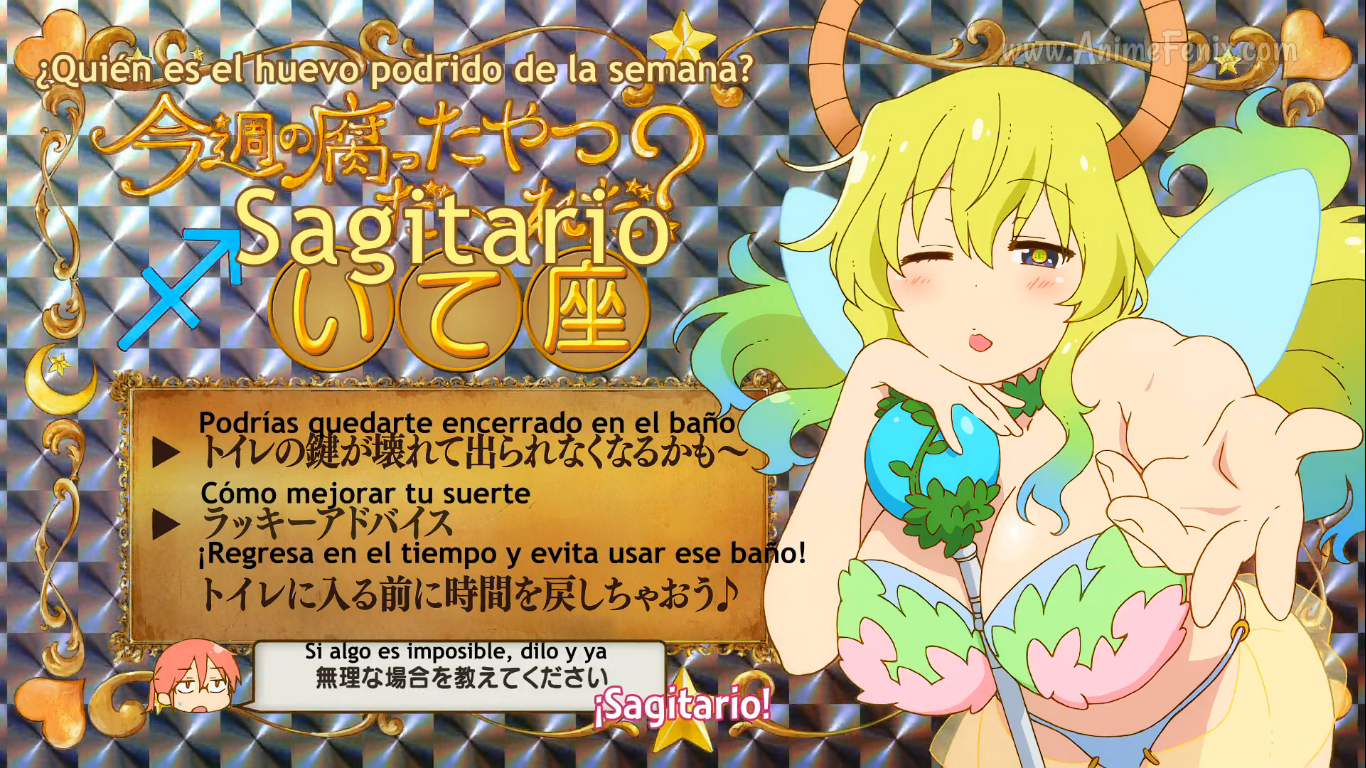 www.AnimeFenix.com
¿Quién es el huevo podrido de la semana?
今週の腐ったやつ
だ～れだ？
Sagitario
いて座
Podrías quedarte encerrado en el baño
▶ トイレの鍵が壊れて出られなくなるかも～
Cómo mejorar tu suerte
▶ ラッキーアドバイス
¡Regresa en el tiempo y evita usar ese baño!
トイレに入る前に時間を戻しちゃおう♪
Si algo es imposible, dilo y ya
無理な場合を教えてください
¡Sagitario!